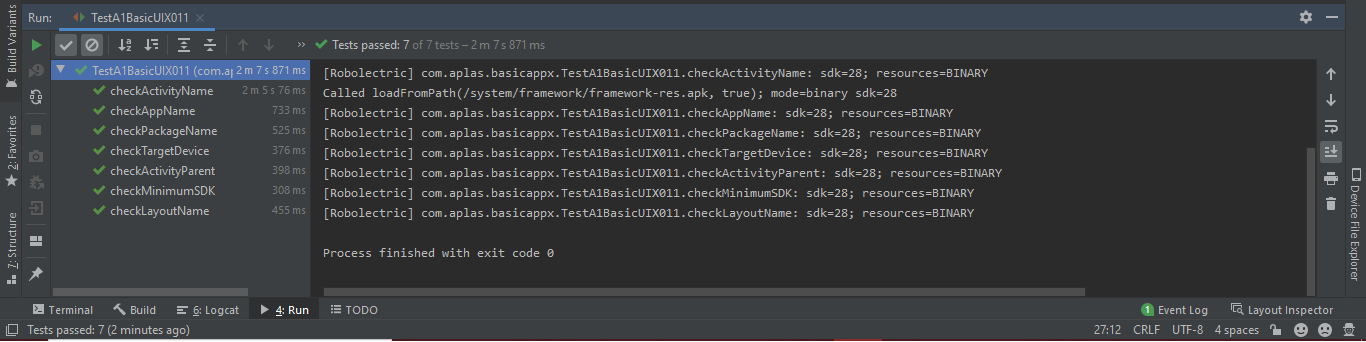 Run: TestA1BasicUIX011
Tests passed: 7 of 7 tests – 2 m 7 s 871 ms
TestA1BasicUIX011 (com.ap 2 m 7 s 871 ms
checkActivityName 2 m 5 s 76 ms
checkAppName 733 ms
checkPackageName 525 ms
checkTargetDevice 376 ms
checkActivityParent 398 ms
checkMinimumSDK 308 ms
checkLayoutName 455 ms
[Robolectric] com.aplas.basicappx.TestA1BasicUIX011.checkActivityName: sdk=28; resources=BINARY
Called loadFromPath(/system/framework/framework-res.apk, true); mode=binary sdk=28
[Robolectric] com.aplas.basicappx.TestA1BasicUIX011.checkAppName: sdk=28; resources=BINARY
[Robolectric] com.aplas.basicappx.TestA1BasicUIX011.checkPackageName: sdk=28; resources=BINARY
[Robolectric] com.aplas.basicappx.TestA1BasicUIX011.checkTargetDevice: sdk=28; resources=BINARY
[Robolectric] com.aplas.basicappx.TestA1BasicUIX011.checkActivityParent: sdk=28; resources=BINARY
[Robolectric] com.aplas.basicappx.TestA1BasicUIX011.checkMinimumSDK: sdk=28; resources=BINARY
[Robolectric] com.aplas.basicappx.TestA1BasicUIX011.checkLayoutName: sdk=28; resources=BINARY
Process finished with exit code 0
Build Variants
2: Favorites
7: Structure
Device File Explorer
Terminal Build 6: Logcat 4: Run TODO 1 Event Log Layout Inspector
Tests passed: 7 (2 minutes ago) 27:12 CRLF UTF-8 4 spaces